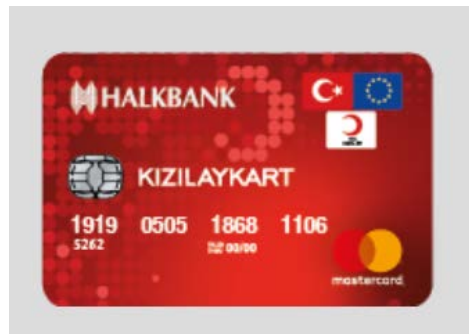 HALKBANK
KIZILAYKART
1919 0505 1868 1106
5262
00/00
mastercard